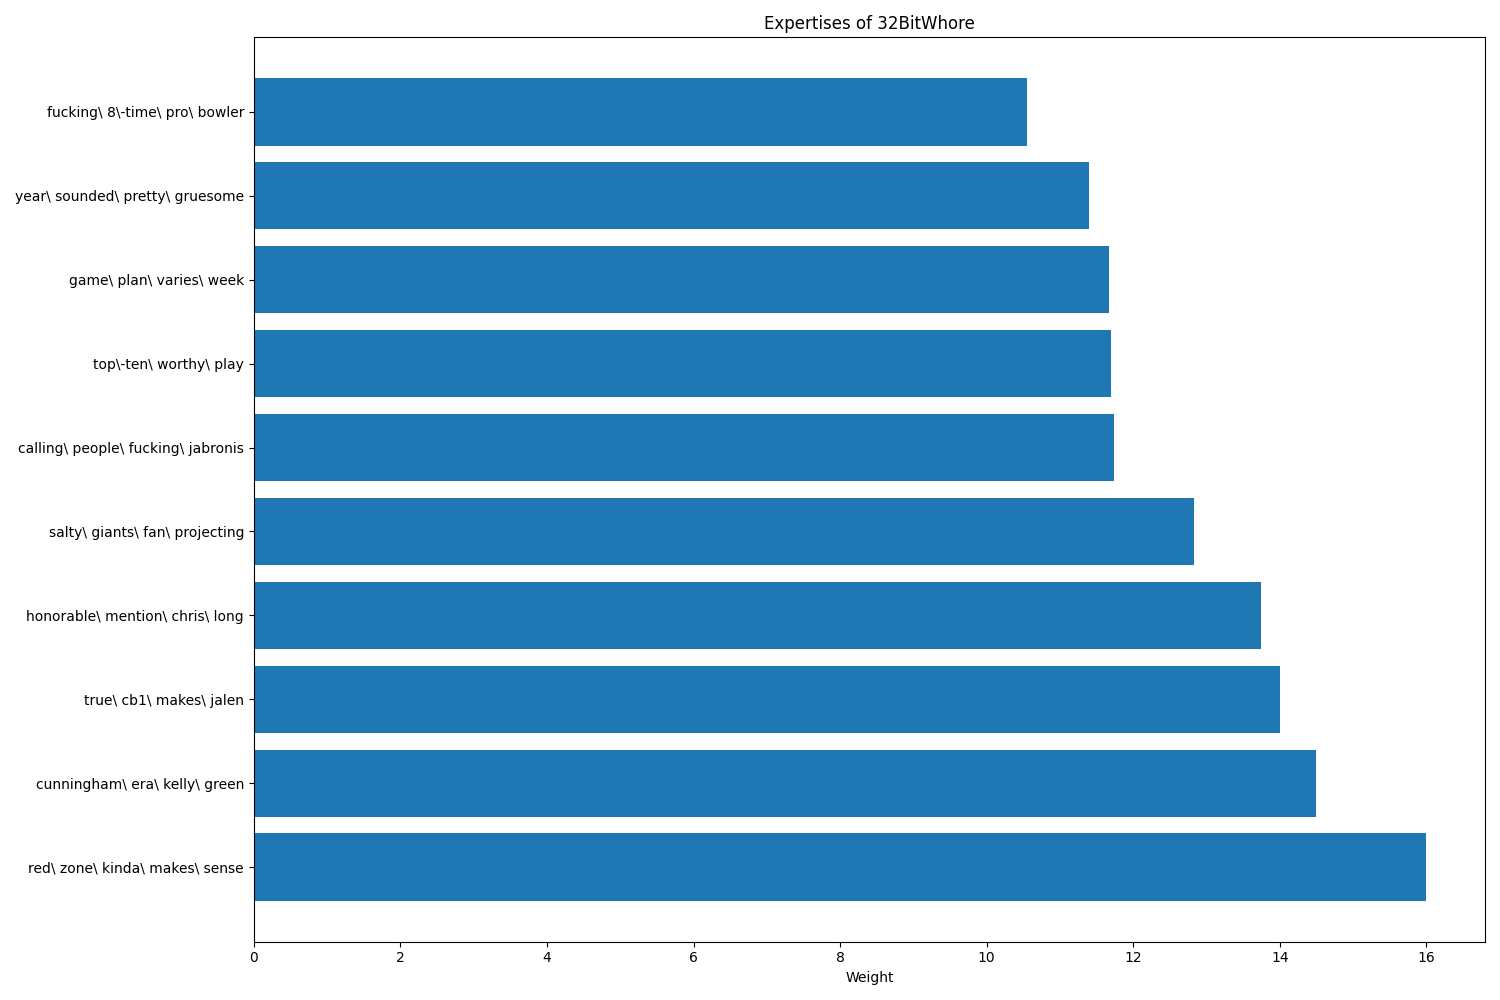 Expertises of 32BitWhore
fucking\ 8\-time\ pro\ bowler
year\ sounded\ pretty\ gruesome
game\ plan\ varies\ week
top\-ten\ worthy\ play
calling\ people\ fucking\ jabronis
salty\ giants\ fan\ projecting
honorable\ mention\ chris\ long
true\ cb1\ makes\ jalen
cunningham\ era\ kelly\ green
red\ zone\ kinda\ makes\ sense
0 2 4 6 8 10 12 14 16
Weight